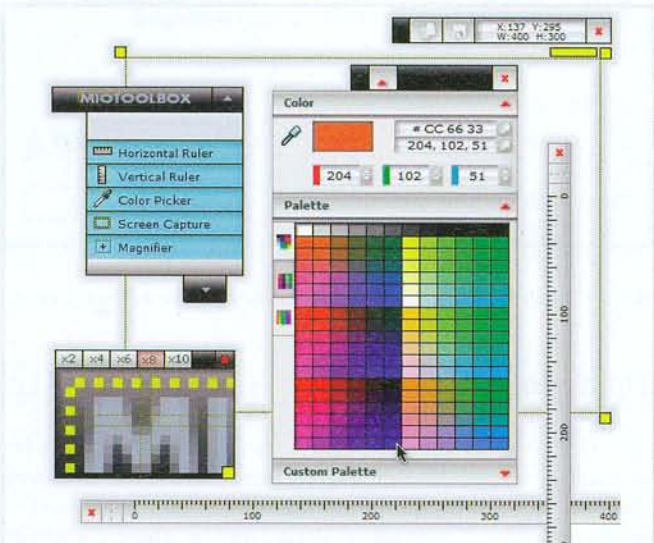 X:137 Y:295
W:400 H:300
MIOTOOLBOX
Horizontal Ruler
Vertical Ruler
Color Picker
Screen Capture
Magnifier
Color
# CC 66 33
204, 102, 51
204 102 51
Palette
Custom Palette
x2 x4 x6 x8 x10
MI
0 100 200
0 100 200 300 400